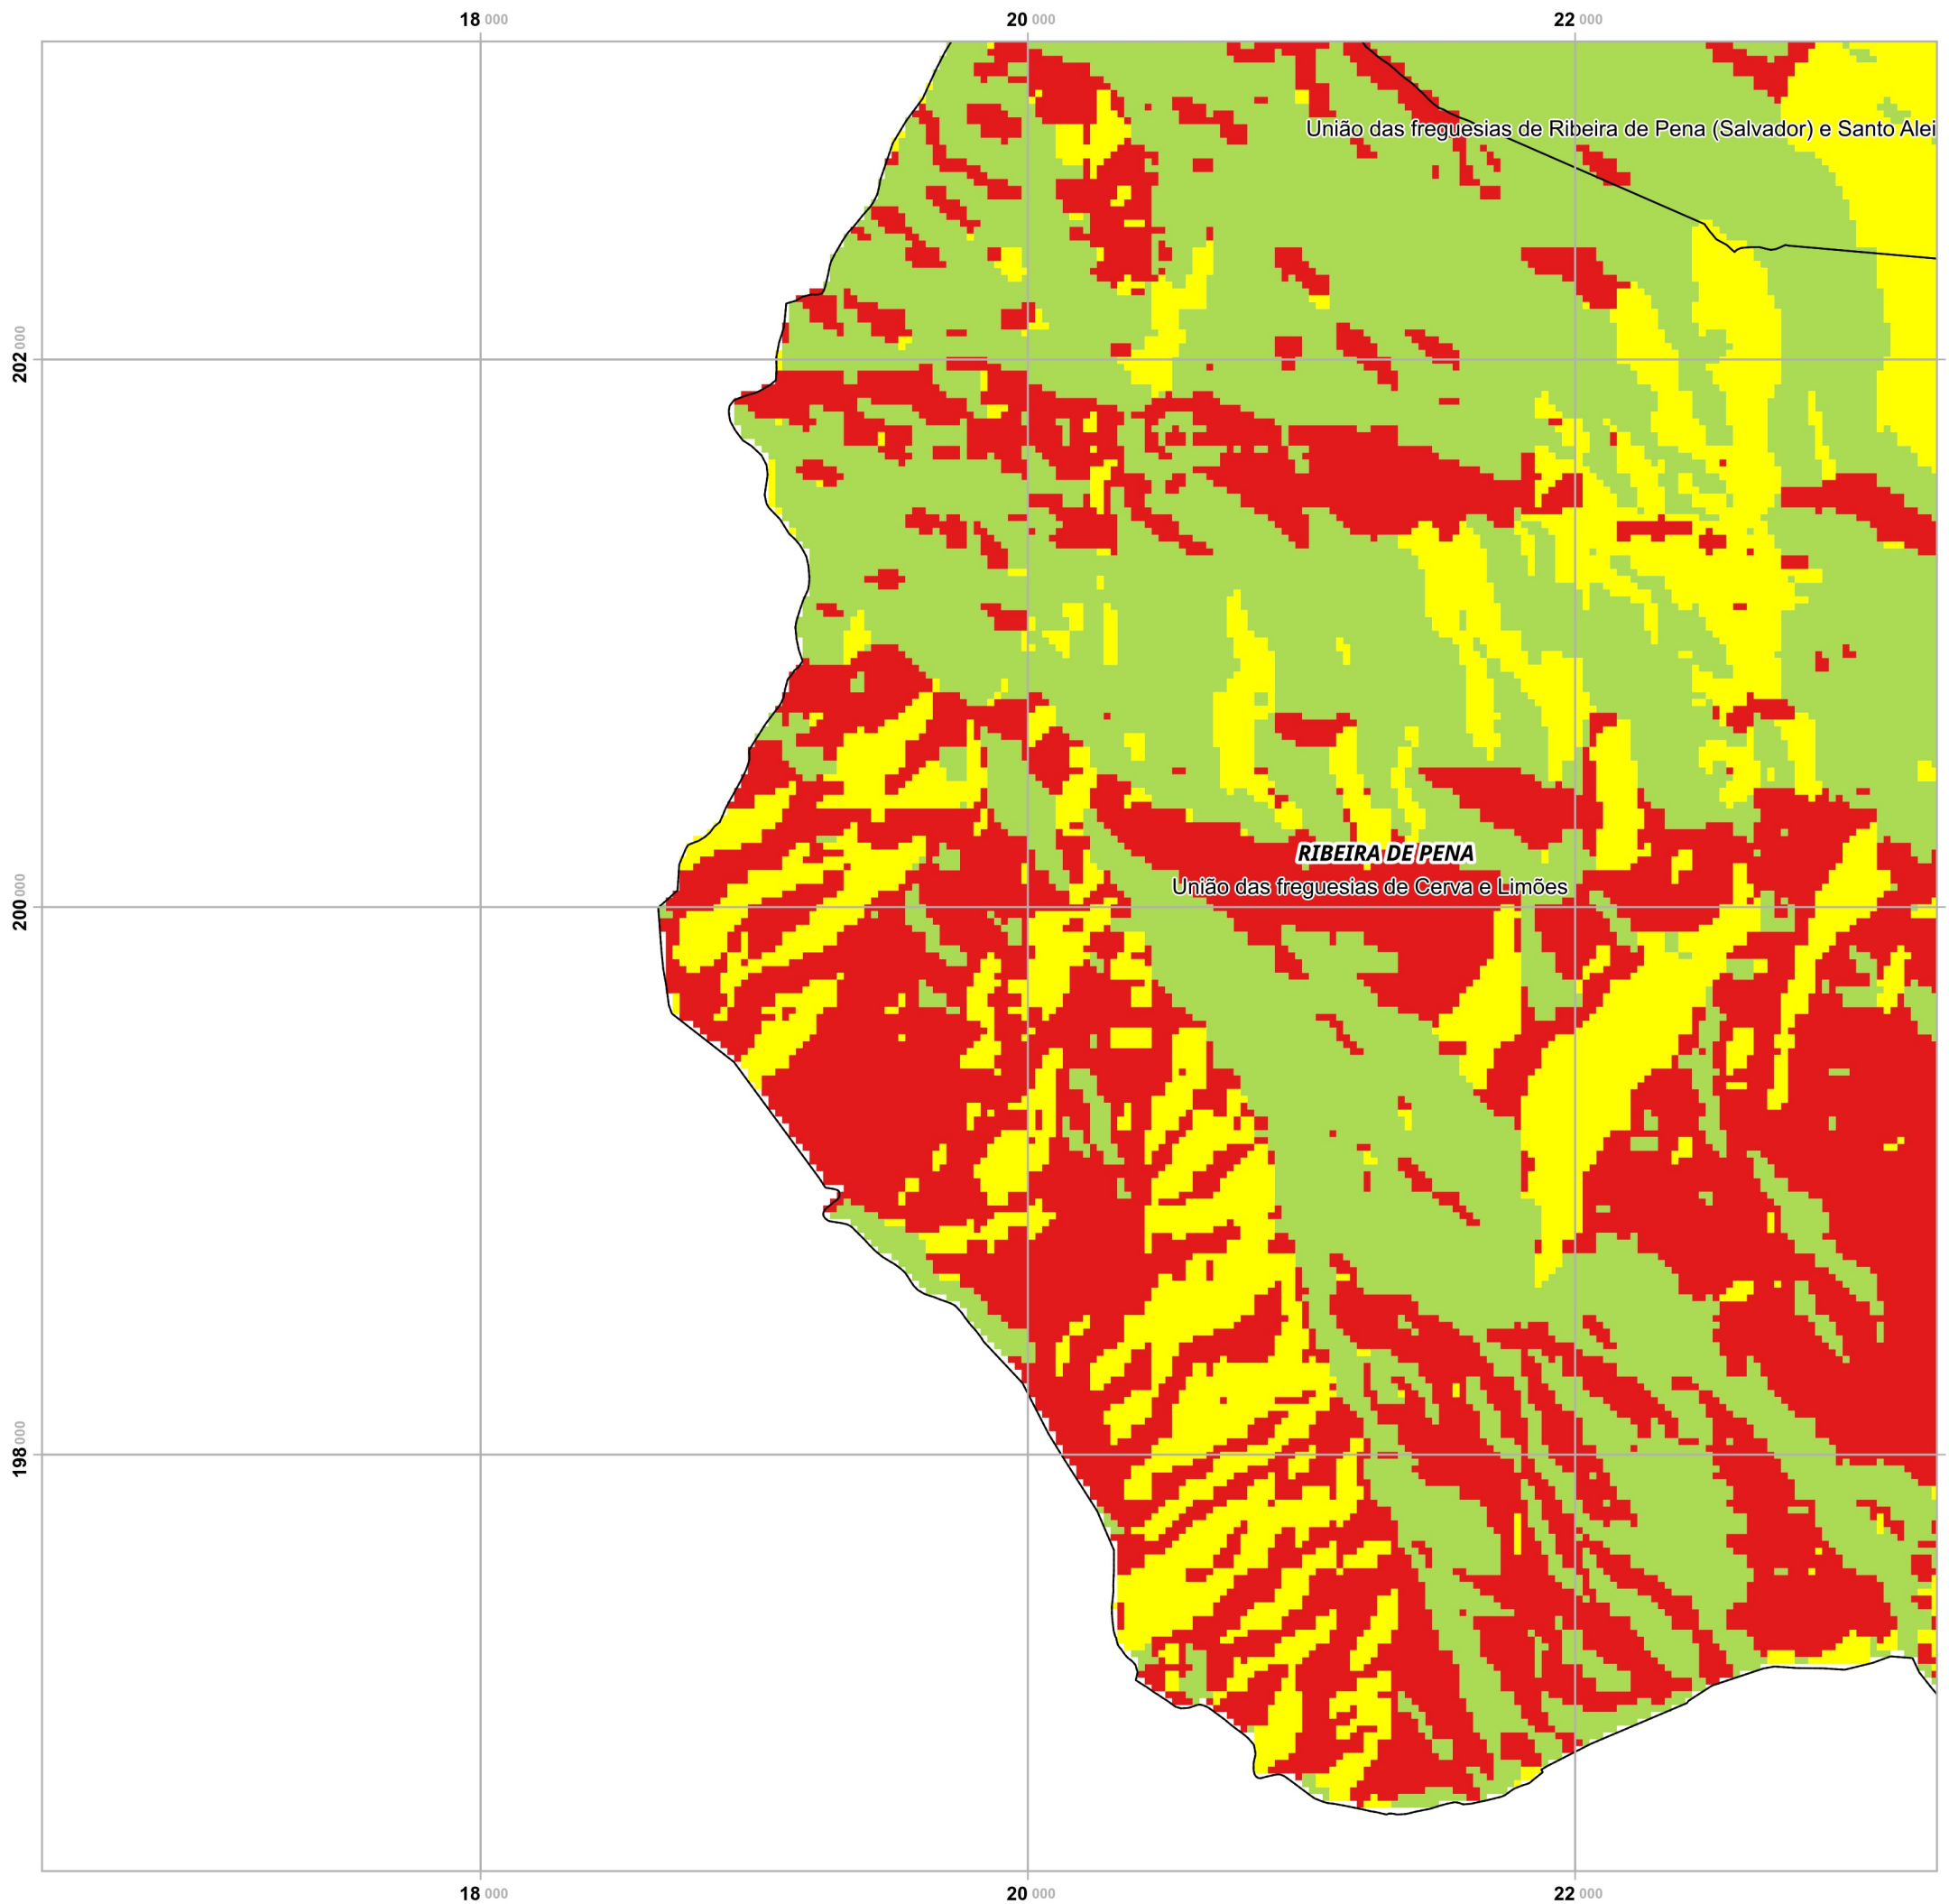 18 000 20 000 22 000
União das freguesias de Ribeira de Pena (Salvador) e Santo Alei
202 000
RIBEIRA DE PENA
União das freguesias de Cerva e Limões
200 000
198 000
18 000 20 000 22 000